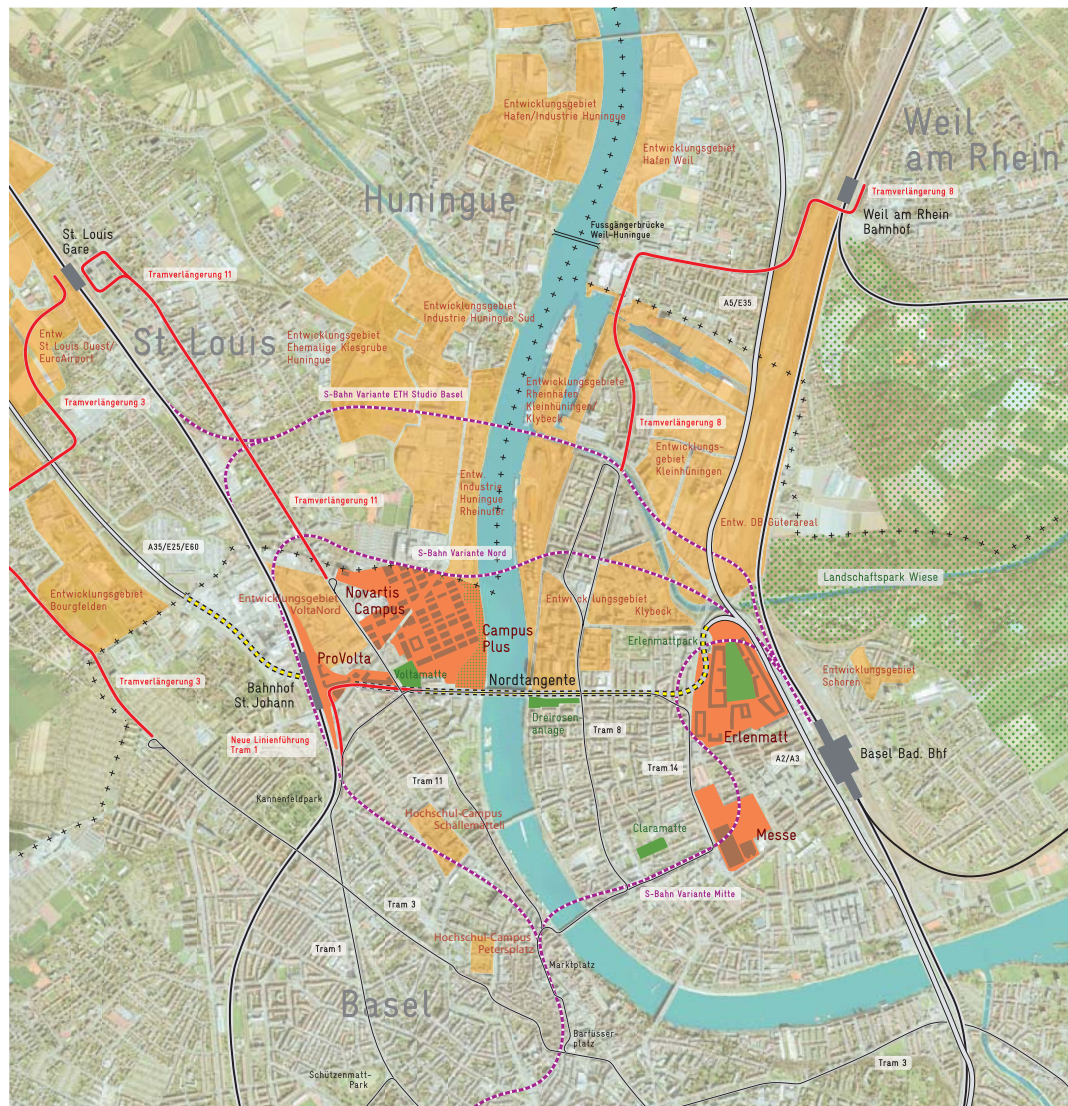 Entwicklungsgebiet
Hafen/Industrie Huningue
Weil
am Rhein
Entwicklungsgebiet
Hafen Weil
Huningue
Tramverlängerung 8
Weil am Rhein
Bahnhof
Fussgängerbrücke
Weil-Huningue
St. Louis
Gare
Tramverlängerung 11
A5/E35
Entwicklungsgebiet
Industrie Huningue Sud
Entw.
St. Louis Ouest/
EuroAirport
St. Louis
Entwicklungsgebiet
Ehemalige Kiesgrube
Huningue
Entwicklungsgebiete
Rheinhäfen
Kleinhüningen/
Klybeck
S-Bahn Variante ETH Studio Basel
Tramverlängerung 3
Tramverlängerung 8
Entwicklungs-
gebiet
Kleinhüningen
Entw.
Industrie
Huningue
Rheinufer
Tramverlängerung 11
Entw. DB Güterareal
A35/E25/E60
S-Bahn Variante Nord
Landschaftspark Wiese
Entwicklungsgebiet
Bourgfelden
Entwicklungsgebiet
VoltaNord
Novartis
Campus
Entwicklungsgebiet
Klybeck
Campus
Plus
Erlenmattpark
ProVolta
Voltamatte
Nordtangente
Entwicklungsgebiet
Schoren
Tramverlängerung 3
Bahnhof
St. Johann
Dreirosen-
anlage
Tram 8
Erlenmatt
Neue Linienführung
Tram 1
A2/A3
Basel Bad. Bhf
Tram 14
Tram 11
Kannenfeldpark
Hochschul-Campus
Schällemätteli
Claramatte
Messe
S-Bahn Variante Mitte
Tram 3
Hochschul-Campus
Petersplatz
Tram 1
Marktplatz
Basel
Barfüsser-
platz
Tram 3
Schützenmatt-
Park